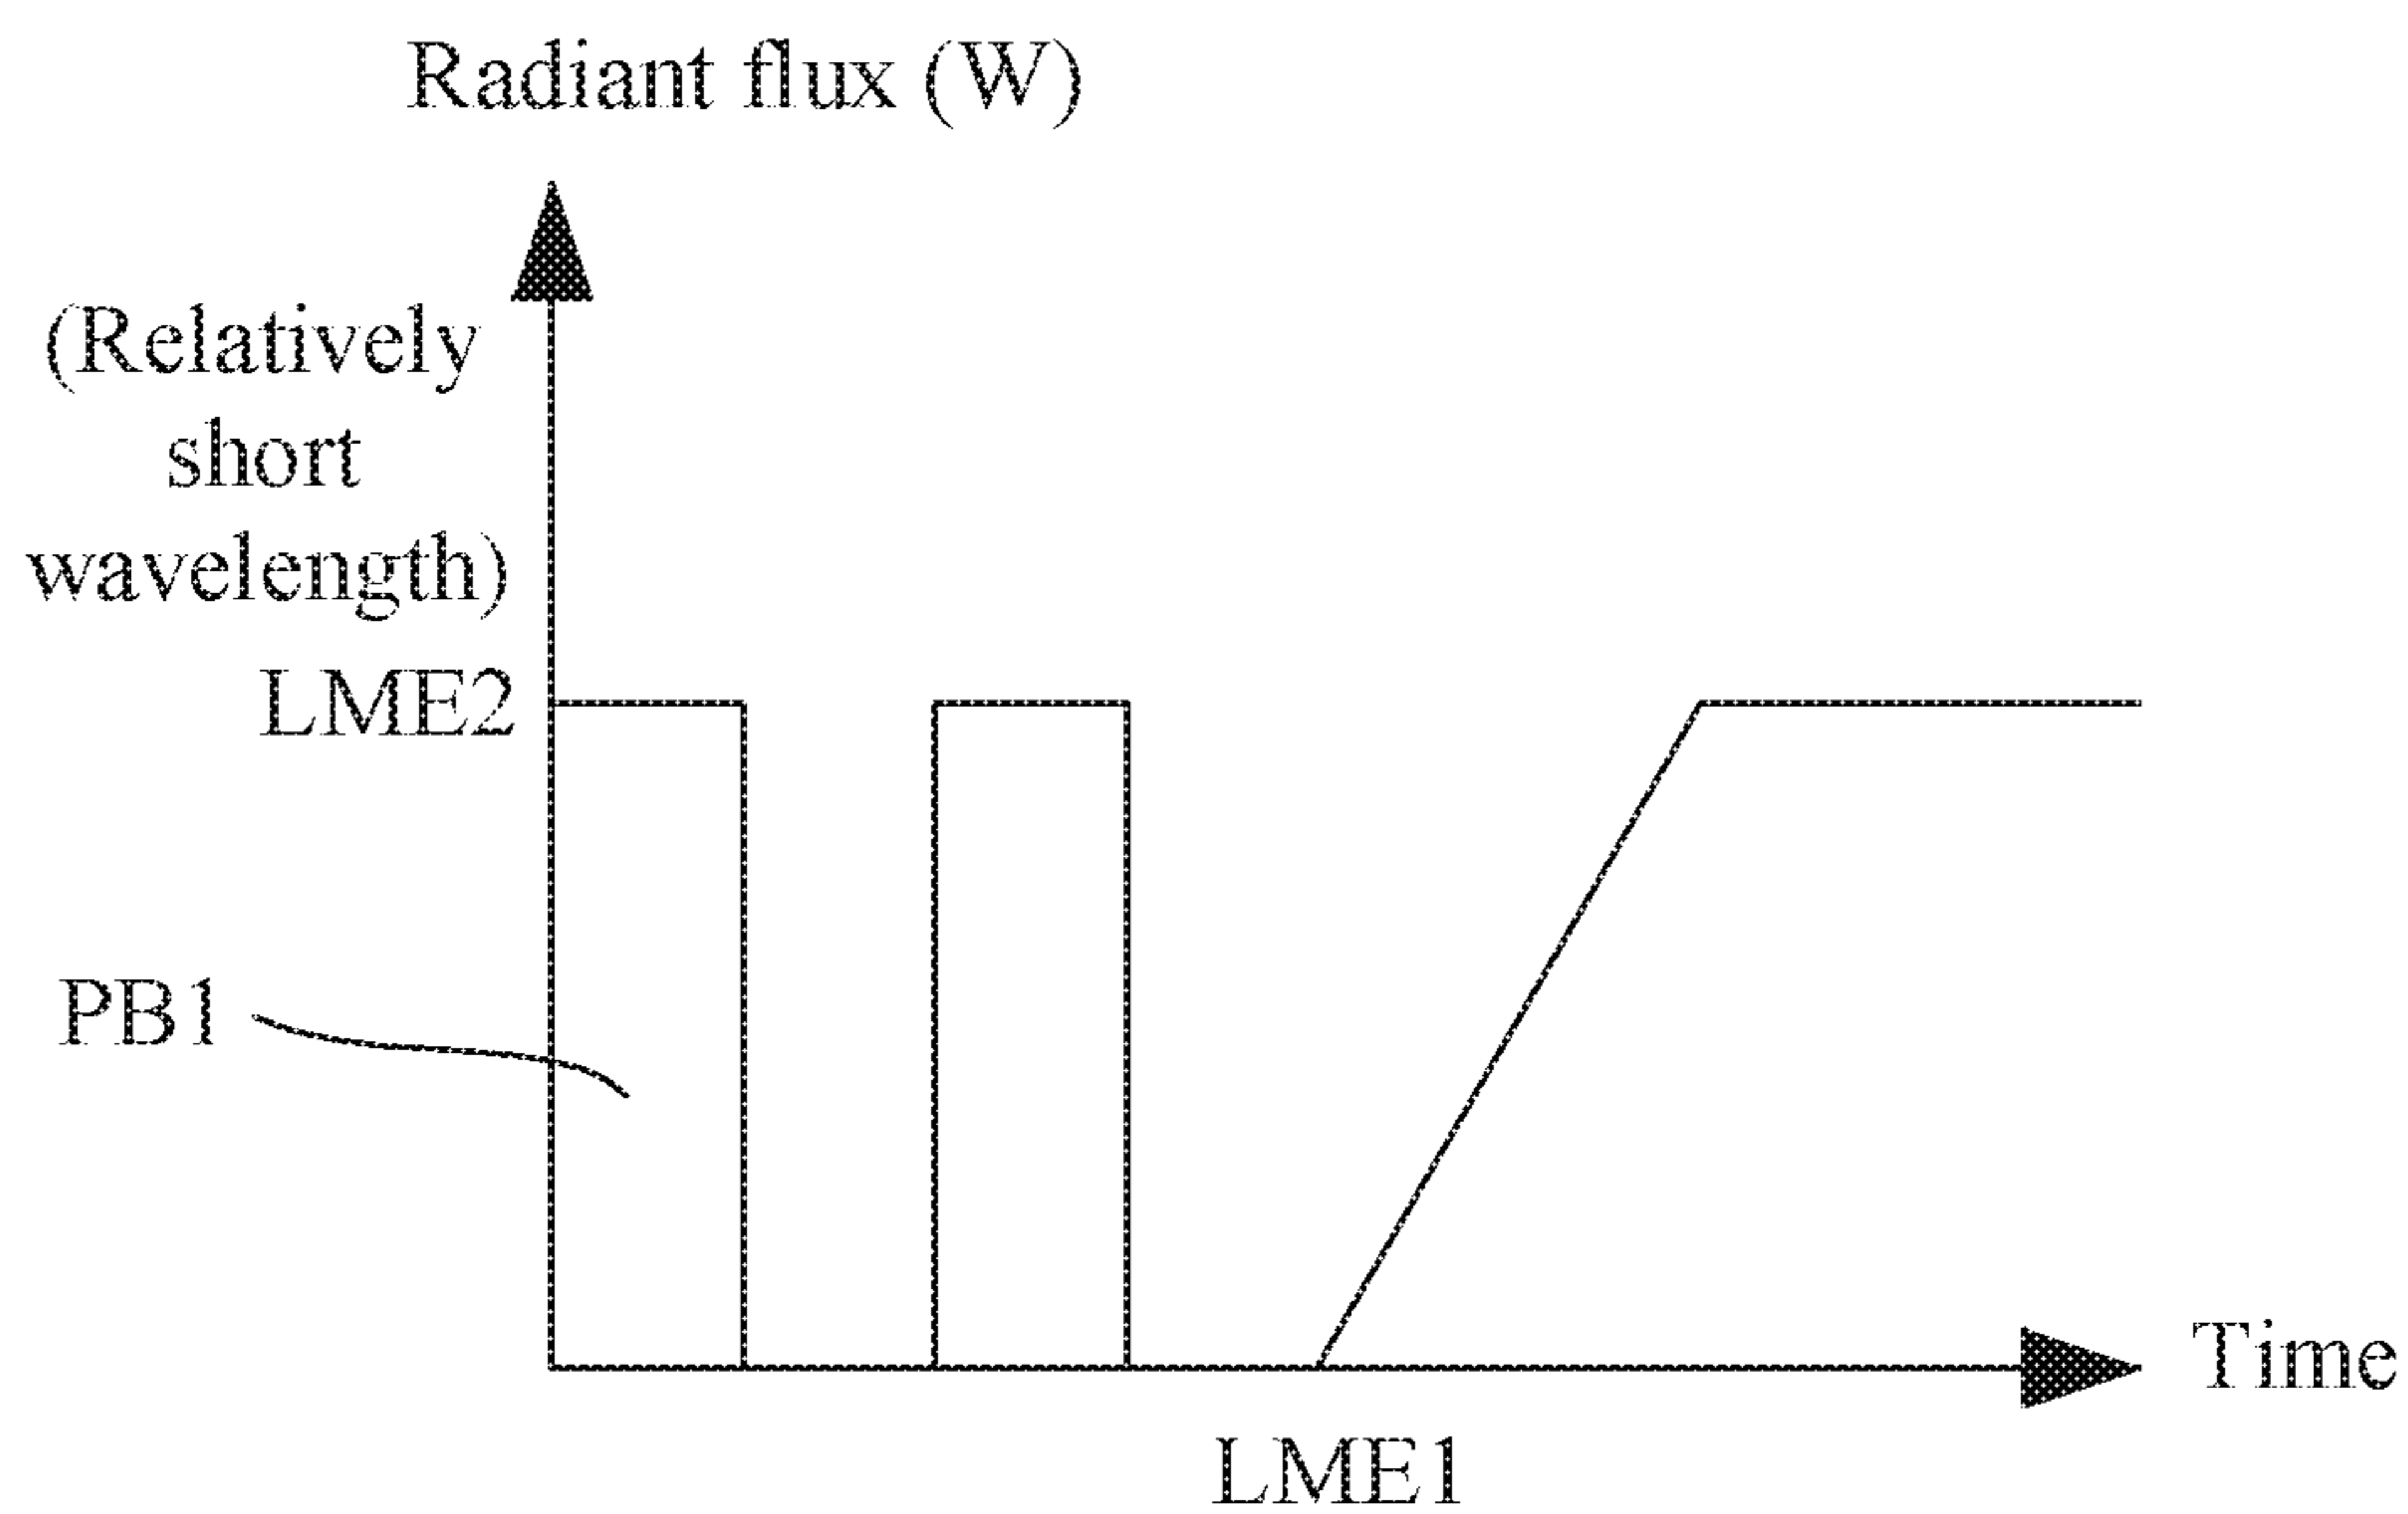 Radiant flux (W)
(Relatively
short
wavelength)
LME2
PB1
Time
LME1